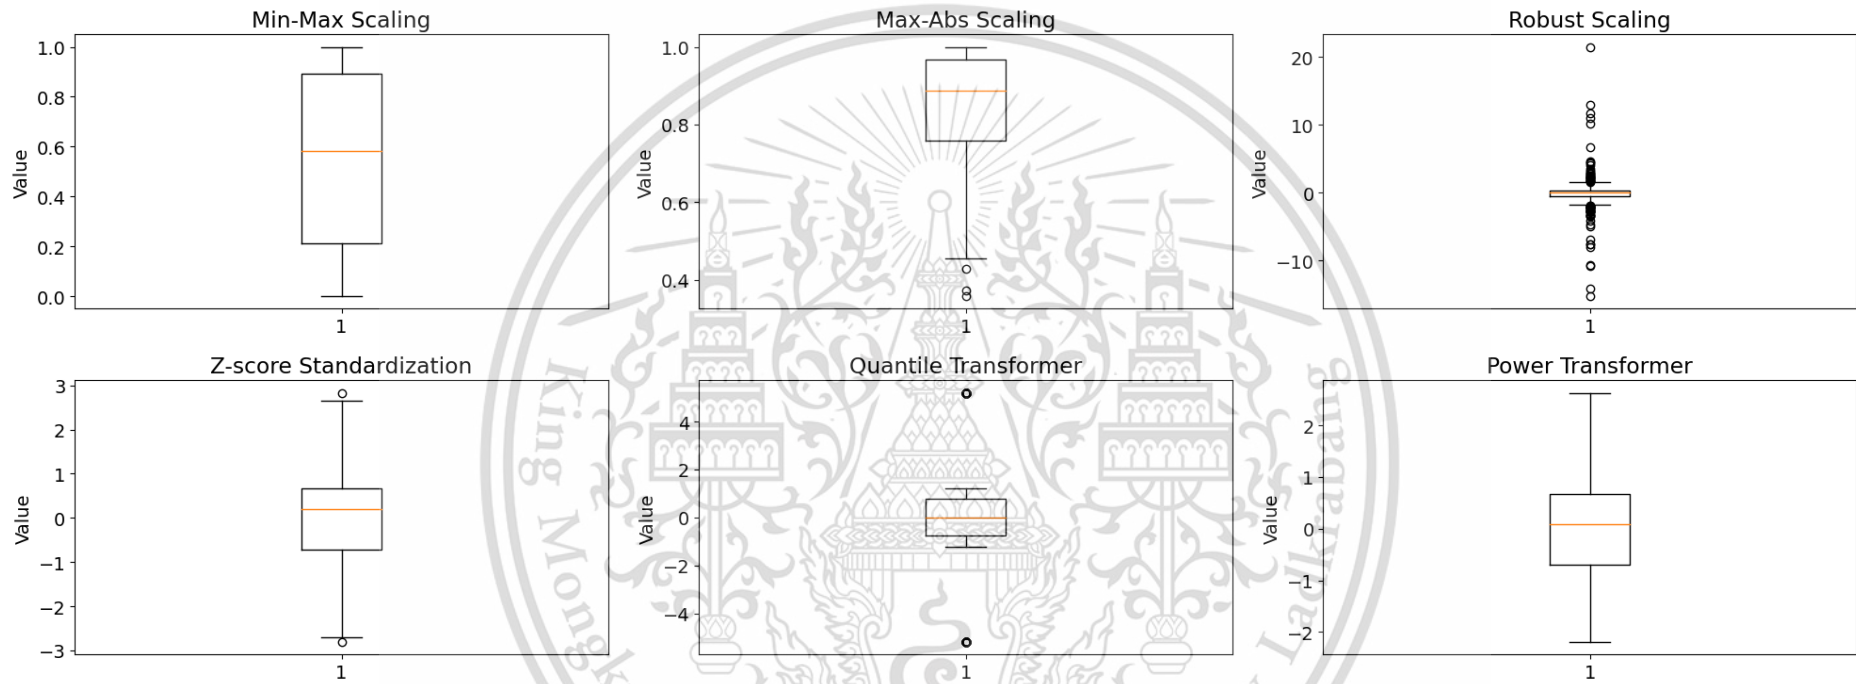 Min-Max Scaling
Value
1.0
0.8
0.6
0.4
0.2
0.0
1
Max-Abs Scaling
Value
1.0
0.8
0.6
0.4
1
Robust Scaling
Value
20
10
0
−10
1
Z-score Standardization
Value
3
2
1
0
−1
−2
−3
1
Quantile Transformer
Value
4
2
0
−2
−4
1
Power Transformer
Value
2
1
0
−1
−2
1
King Mongk
Ladkrabang